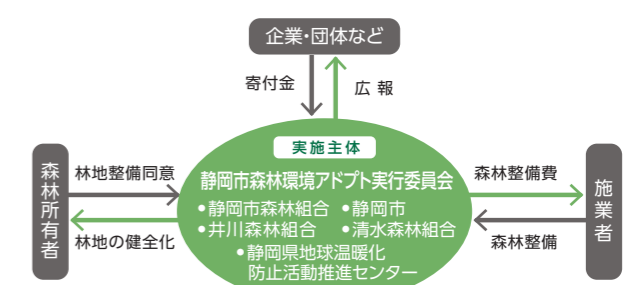 企業・団体など
寄付金
広報
実施主体
静岡市森林環境アドプト実行委員会
•静岡市森林組合 •静岡市
•井川森林組合 •清水森林組合
•静岡県地球温暖化
防止活動推進センター
森林所有者
林地整備同意
林地の健全化
森林整備費
森林整備
施業者